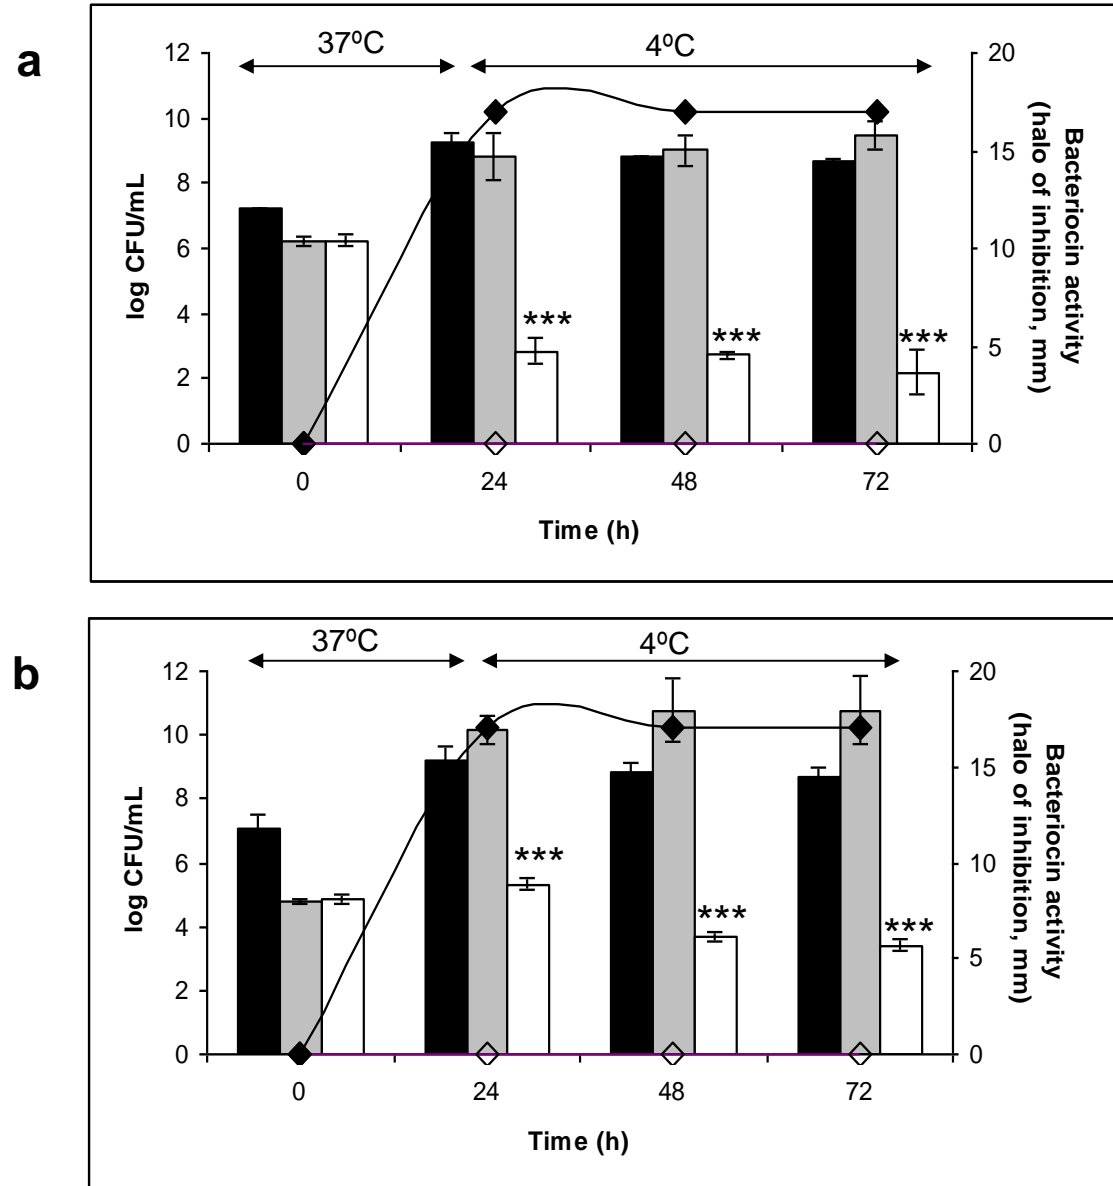 a
37ºC
4ºC
12
10
8
6
4
2
0
log CFU/mL
20
15
10
5
0
Bacteriocin activity
(halo of inhibition, mm)
***
***
***
0
24
48
72
Time (h)
b
37ºC
4ºC
12
10
8
6
4
2
0
log CFU/mL
20
15
10
5
0
Bacteriocin activity
(halo of inhibition, mm)
***
***
***
0
24
48
72
Time (h)